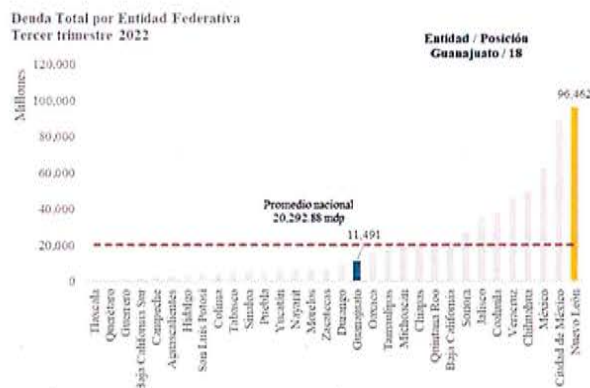 Deuda Total por Entidad Federativa
Tercer trimestre 2022
Entidad / Posición
Guanajuato / 18
Millones
120,000
100,000
80,000
60,000
40,000
20,000
0
96,462
Promedio nacional
20,292.88 mdp
11,491
Tlaxcala
Querétaro
Guerrero
Baja California Sur
Campeche
Aguascalientes
Hidalgo
San Luis Potosí
Colima
Tabasco
Sinaloa
Puebla
Yucatán
Nayarit
Morelos
Zacatecas
Durango
Guanajuato
Oaxaca
Tamaulipas
Michoacán
Chiapas
Quintana Roo
Baja California
Sonora
Jalisco
Coahuila
Veracruz
Chihuahua
México
Ciudad de México
Nuevo León